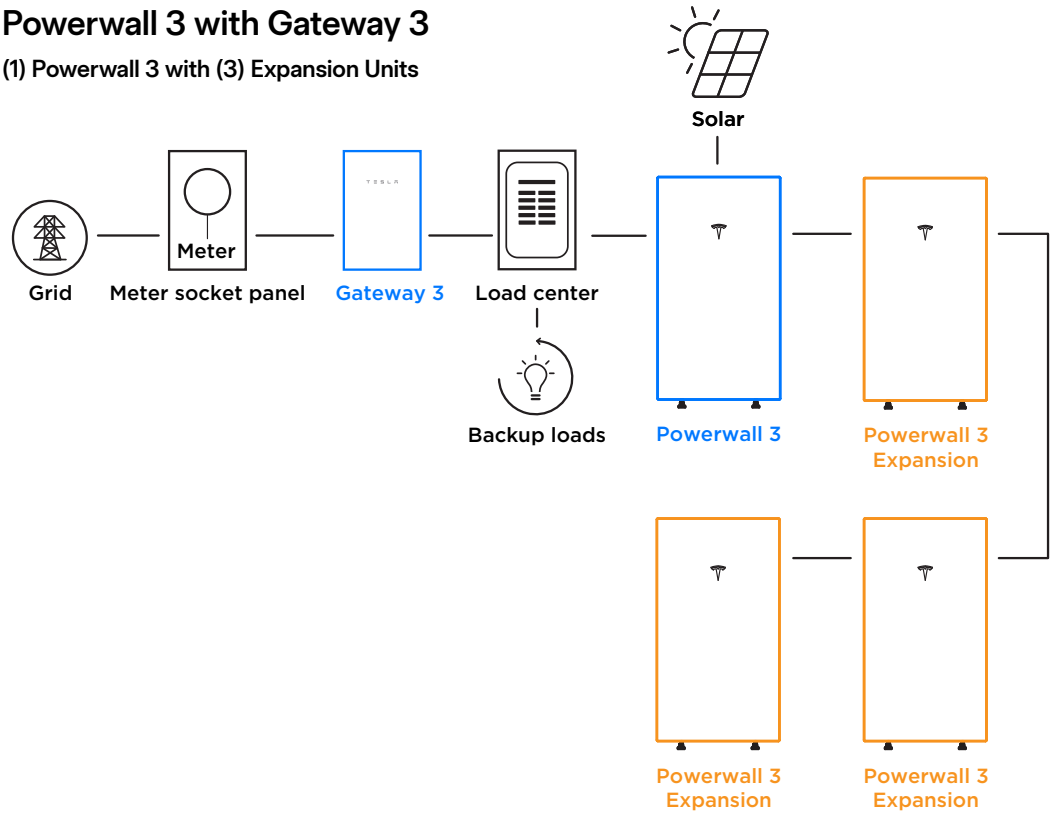 Powerwall 3 with Gateway 3
(1) Powerwall 3 with (3) Expansion Units
Solar
TESLA
Meter
Grid
Meter socket panel
Gateway 3
Load center
Backup loads
Powerwall 3
Powerwall 3
Expansion
Powerwall 3
Expansion
Powerwall 3
Expansion